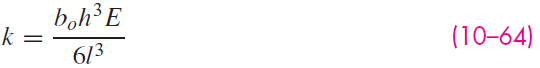 k = b_o h^3 E / 6l^3 (10–64)